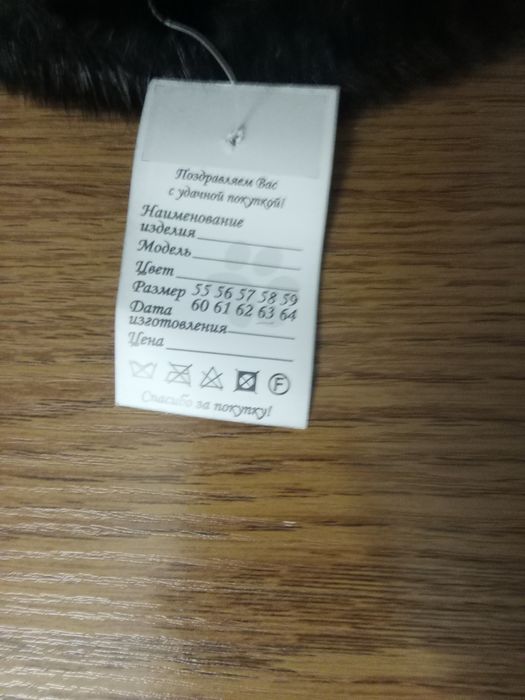 Поздравляем Вас
с удачной покупкой!
Наименование
изделия
Модель
Цвет
Размер 55 56 57 58 59
60 61 62 63 64
Дата
изготовления
Цена
F
Спасибо за покупку!